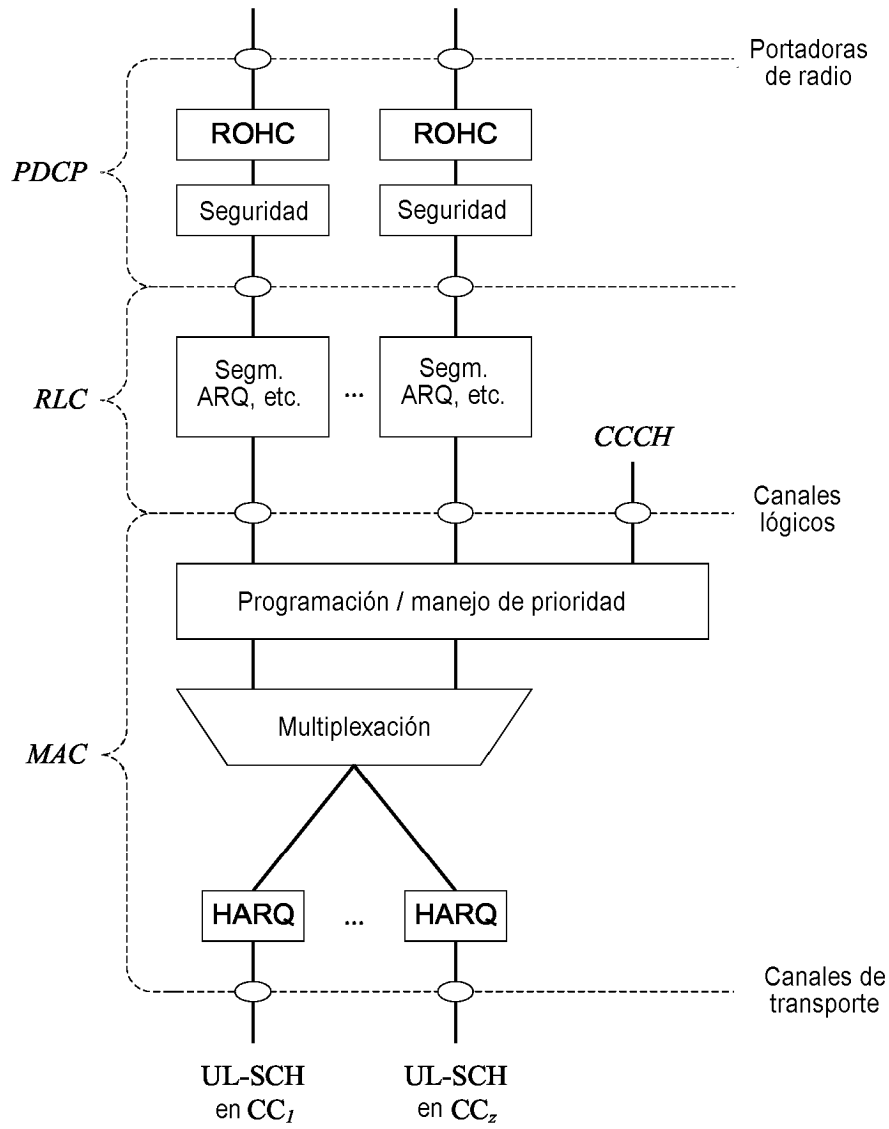 Portadoras
de radio
ROHC
ROHC
PDCP
Seguridad
Seguridad
Segm.
ARQ, etc.
...
Segm.
ARQ, etc.
RLC
CCCH
Canales
lógicos
Programación / manejo de prioridad
Multiplexación
MAC
HARQ
...
HARQ
Canales de
transporte
UL-SCH
en CC1
UL-SCH
en CCz